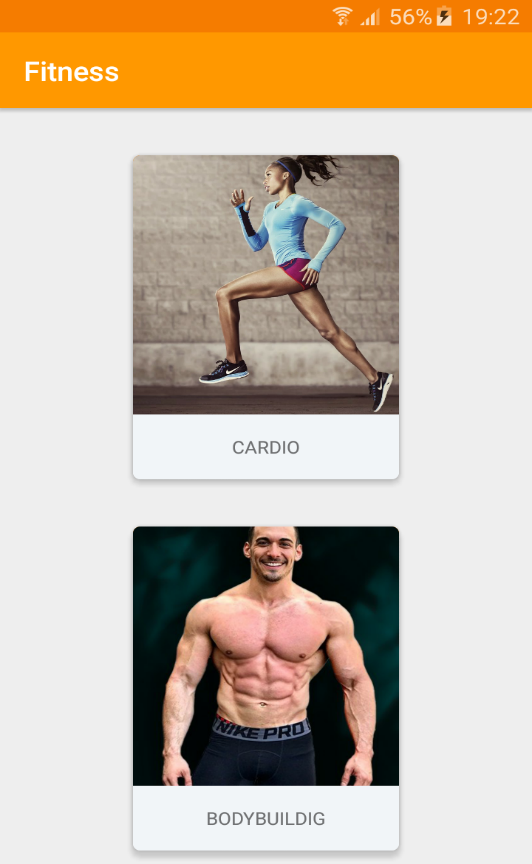 56% 19:22
Fitness
CARDIO
BODYBUILDIG
NIKE PRO